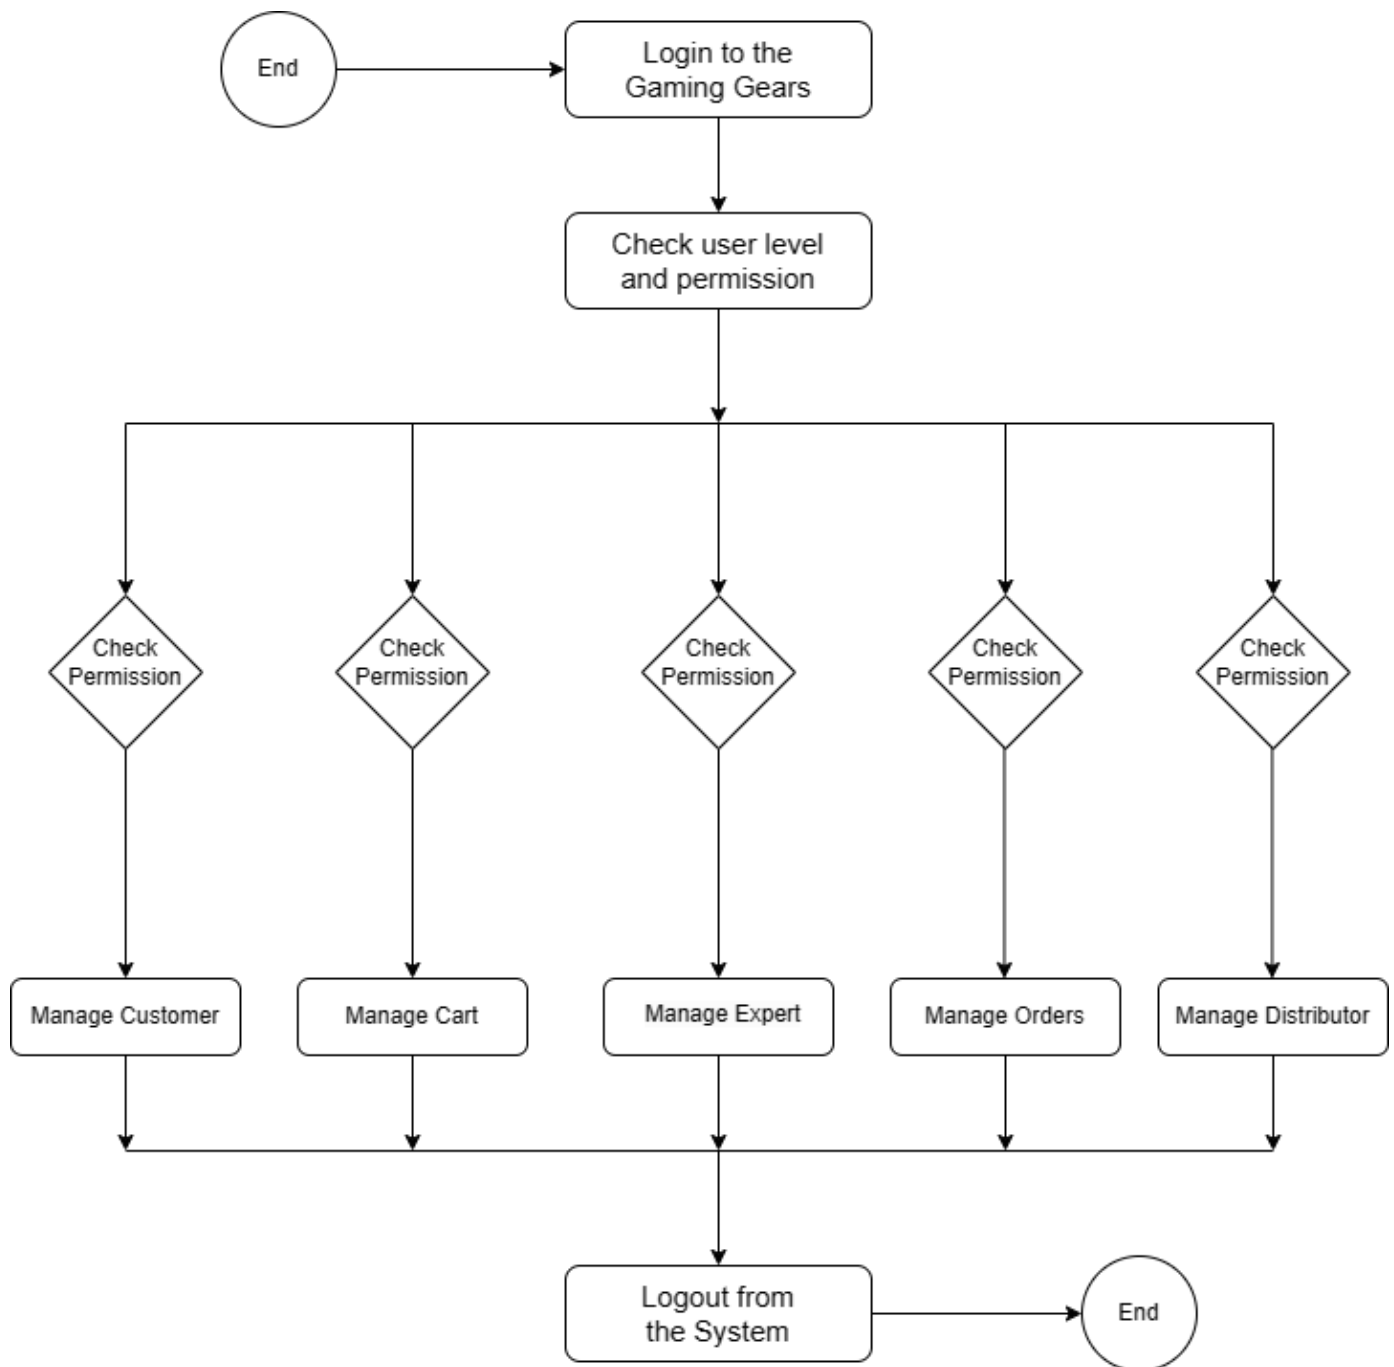 End
Login to the
Gaming Gears
Check user level
and permission
Check
Permission
Check
Permission
Check
Permission
Check
Permission
Check
Permission
Manage Customer
Manage Cart
Manage Expert
Manage Orders
Manage Distributor
Logout from
the System
End